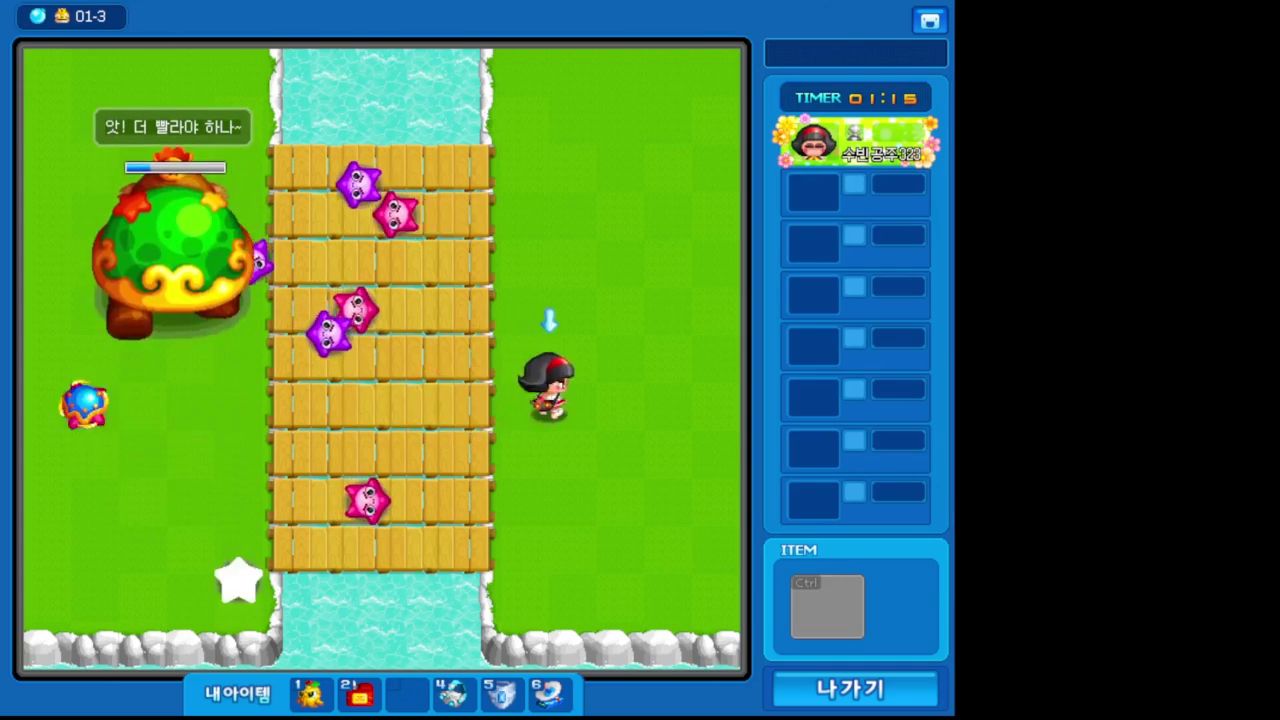 01-3
앗! 더 빨라야 하나~
TIMER 01:15
수빈공주323
ITEM
Ctrl
내아이템
1
2
4
5
6
나가기